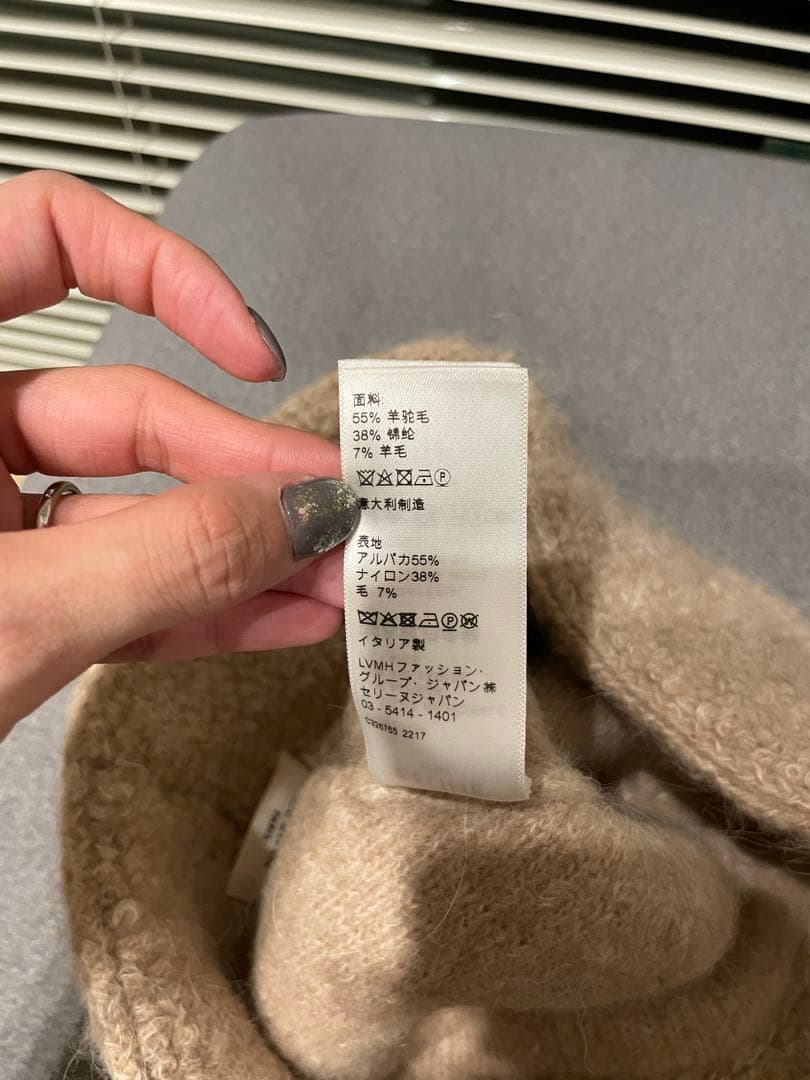 面料:
55% 羊驼毛
38% 锦纶
7% 羊毛
P
意大利制造
表地
アルパカ55%
ナイロン38%
毛 7%
P W
イタリア製
LVMHファッション・
グループ・ジャパン㈱
セリーヌジャパン
03 - 5414 - 1401
2217